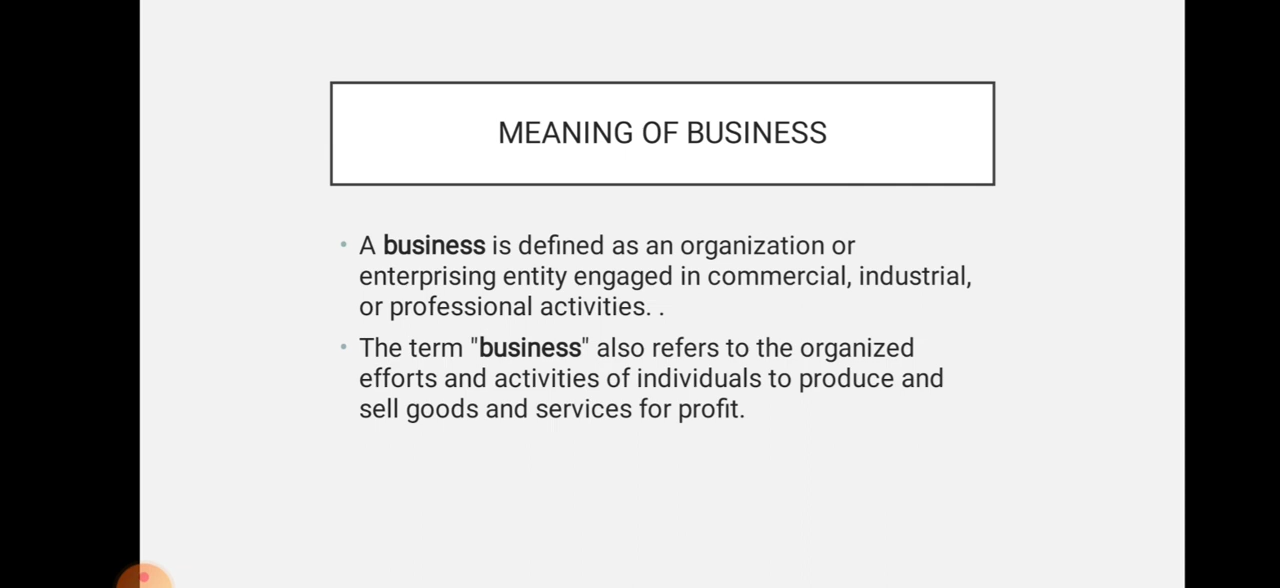 MEANING OF BUSINESS
• A business is defined as an organization or
enterprising entity engaged in commercial, industrial,
or professional activities. .
• The term "business" also refers to the organized
efforts and activities of individuals to produce and
sell goods and services for profit.